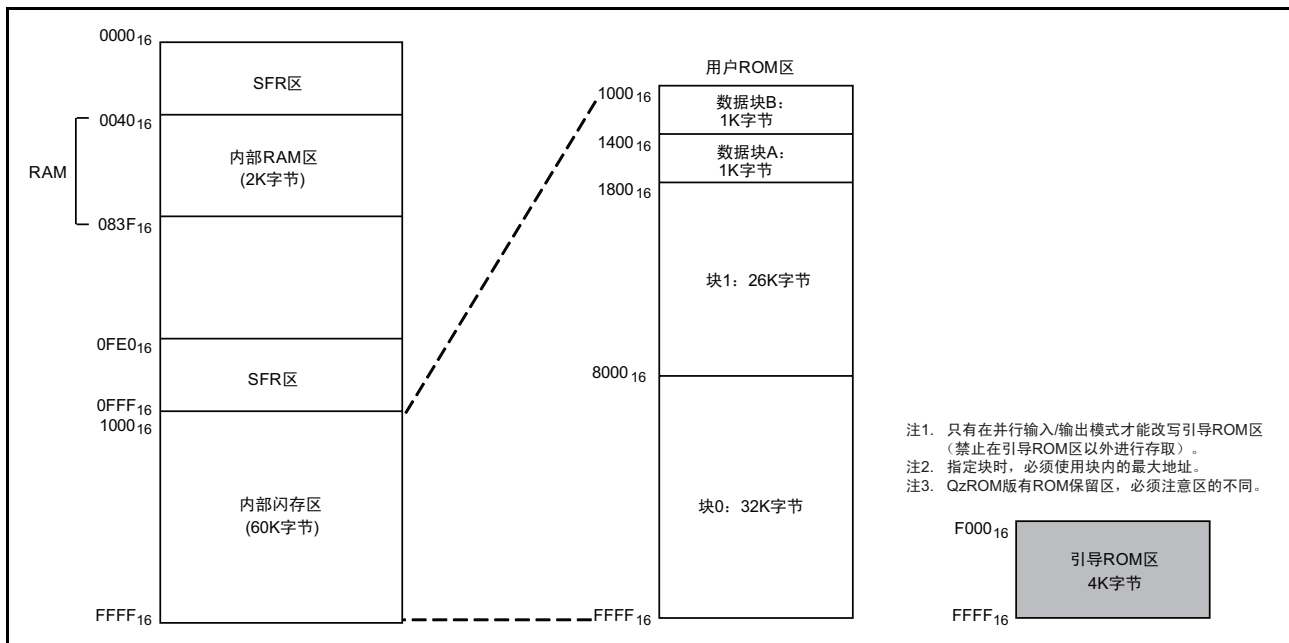 0000₁₆
SFR区
0040₁₆
RAM
内部RAM区
(2K字节)
083F₁₆
0FE0₁₆
SFR区
0FFF₁₆
1000₁₆
内部闪存区
(60K字节)
FFFF₁₆
用户ROM区
1000₁₆
数据块B：
1K字节
1400₁₆
数据块A：
1K字节
1800₁₆
块1：26K字节
8000₁₆
块0：32K字节
FFFF₁₆
注1. 只有在并行输入/输出模式才能改写引导ROM区
（禁止在引导ROM区以外进行存取）。
注2. 指定块时，必须使用块内的最大地址。
注3. QzROM版有ROM保留区，必须注意区的不同。
F000₁₆
引导ROM区
4K字节
FFFF₁₆